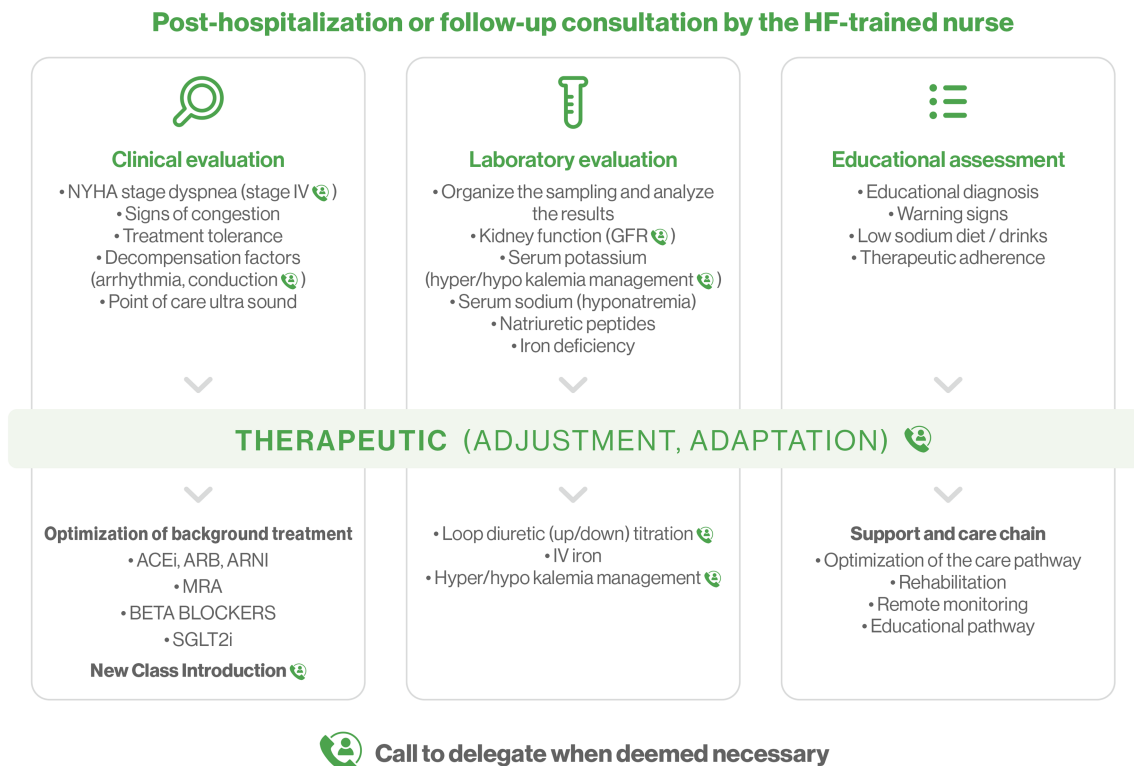 Post-hospitalization or follow-up consultation by the HF-trained nurse
Clinical evaluation
• NYHA stage dyspnea (stage IV )
• Signs of congestion
• Treatment tolerance
• Decompensation factors
(arrhythmia, conduction )
• Point of care ultra sound
Laboratory evaluation
• Organize the sampling and analyze
the results
• Kidney function (GFR )
• Serum potassium
(hyper/hypo kalemia management )
• Serum sodium (hyponatremia)
• Natriuretic peptides
• Iron deficiency
Educational assessment
• Educational diagnosis
• Warning signs
• Low sodium diet / drinks
• Therapeutic adherence
THERAPEUTIC (ADJUSTMENT, ADAPTATION)
Optimization of background treatment
• ACEi, ARB, ARNI
• MRA
• BETA BLOCKERS
• SGLT2i
New Class Introduction
• Loop diuretic (up/down) titration
• IV iron
• Hyper/hypo kalemia management
Support and care chain
• Optimization of the care pathway
• Rehabilitation
• Remote monitoring
• Educational pathway
Call to delegate when deemed necessary